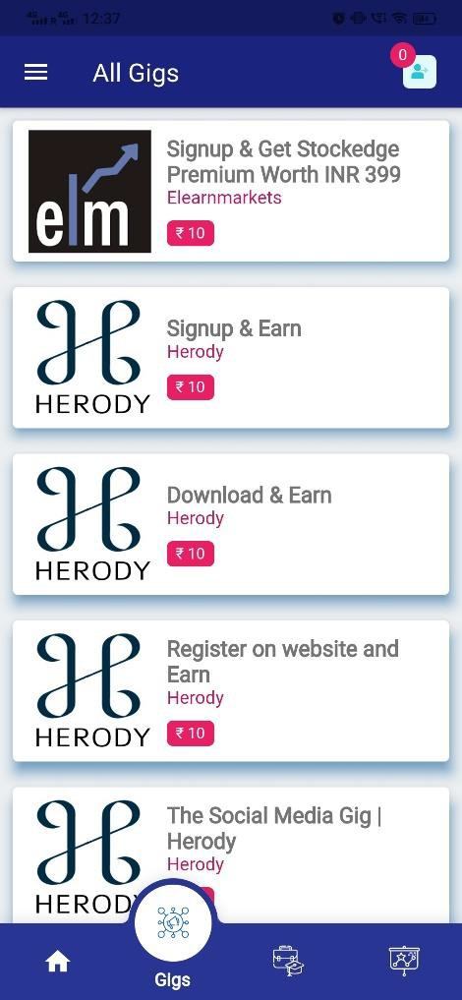 4G R 4G 12:37
All Gigs
0
elm
Signup & Get Stockedge
Premium Worth INR 399
Elearnmarkets
₹ 10
Signup & Earn
Herody
₹ 10
HERODY
Download & Earn
Herody
₹ 10
HERODY
Register on website and
Earn
Herody
₹ 10
HERODY
The Social Media Gig |
Herody
Herody
HERODY
Gigs